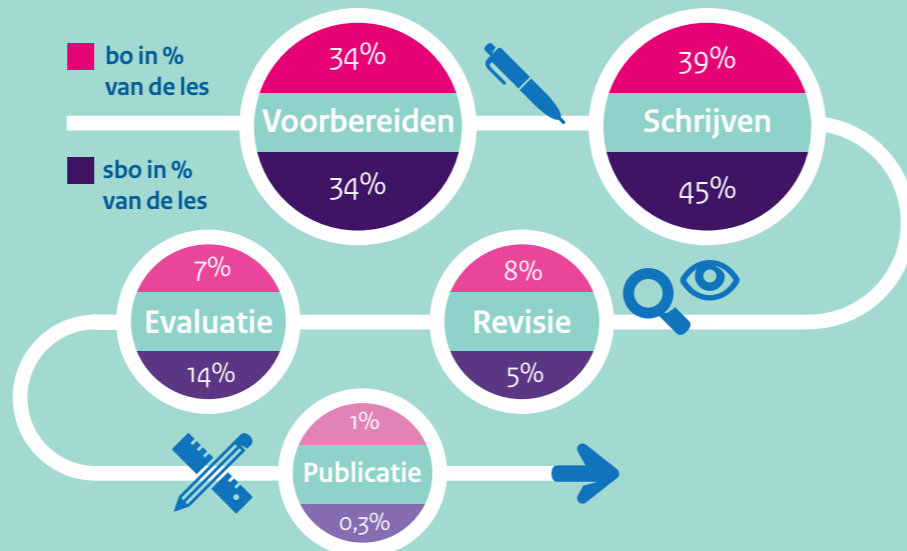 bo in %
van de les
34%
Voorbereiden
34%
39%
Schrijven
45%
sbo in %
van de les
8%
Revisie
5%
7%
Evaluatie
14%
1%
Publicatie
0,3%